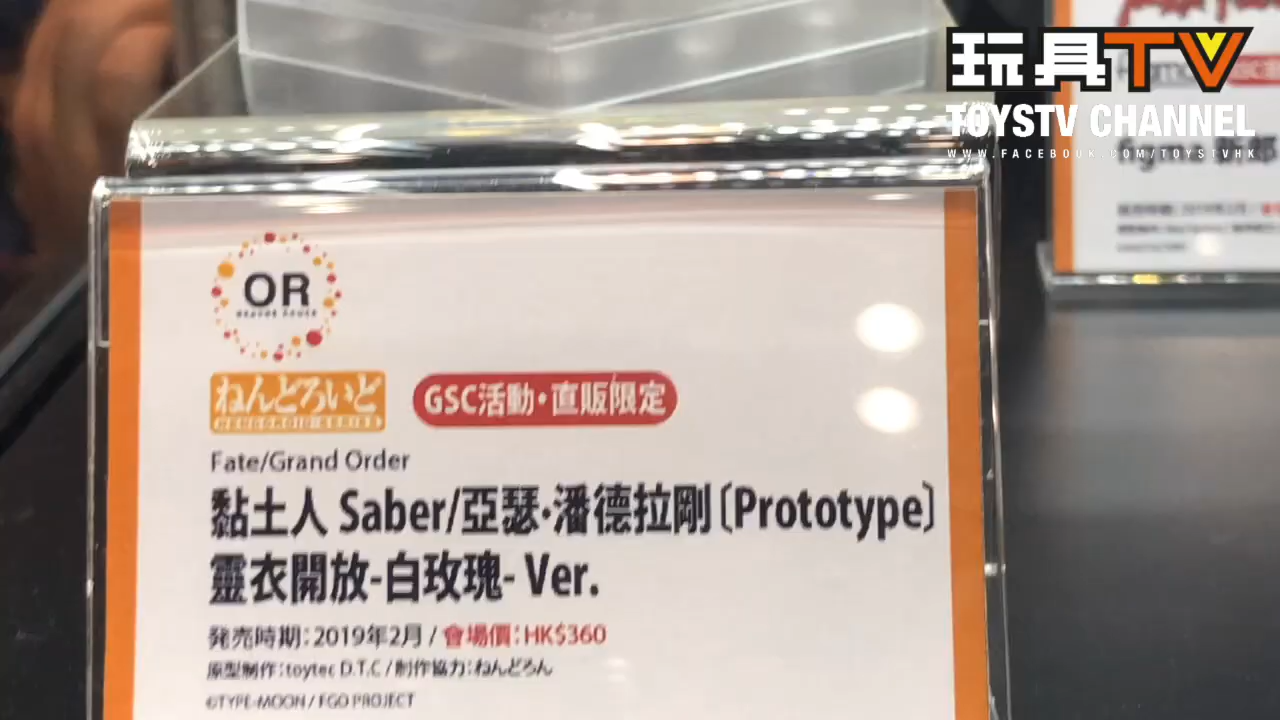 玩具TV
TOYSTV CHANNEL
WWW.FACEBOOK.COM/TOYSTVHK
OR
ORANGE ROUGE
ねんどろいど
NENDOROID SERIES
GSC活動・直販限定
Fate/Grand Order
黏土人 Saber/亞瑟·潘德拉剛〔Prototype〕
靈衣開放-白玫瑰- Ver.
発売時期:2019年2月 / 會場價:HK$360
原型制作:toytec D.T.C / 制作協力:ねんどろん
©TYPE-MOON / FGO PROJECT